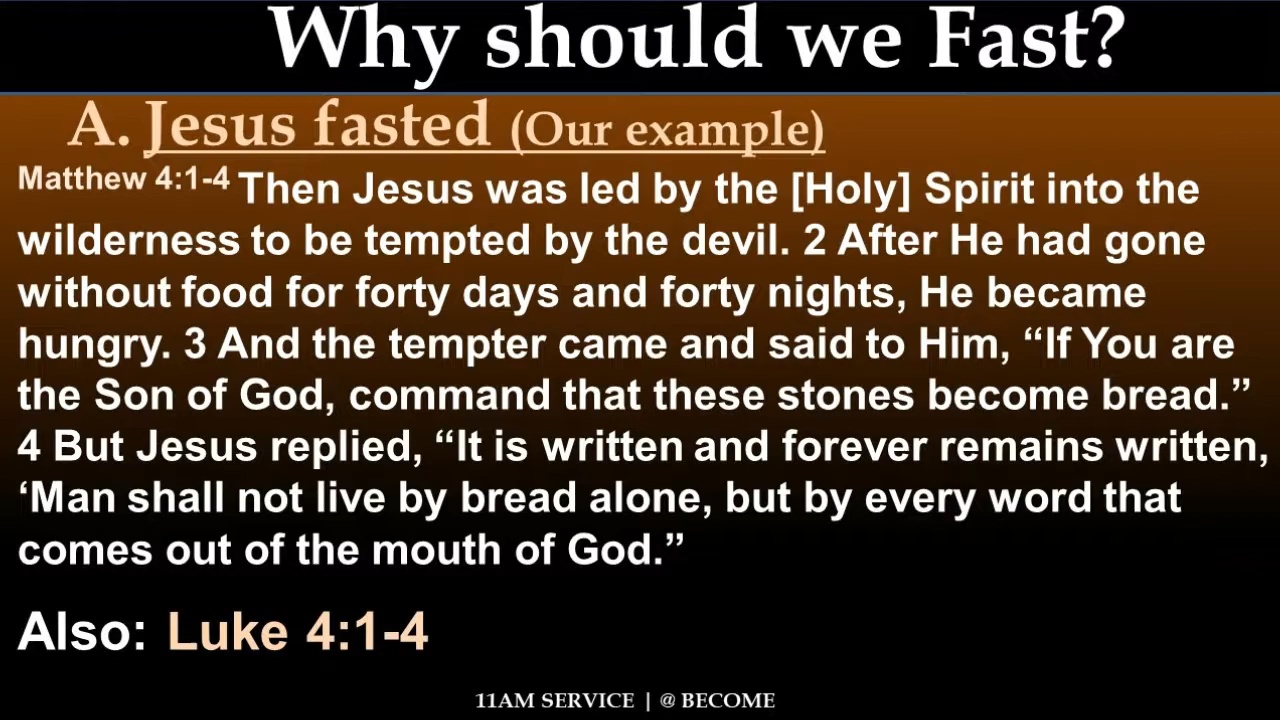 Why should we Fast?
A. Jesus fasted (Our example)
Matthew 4:1-4 Then Jesus was led by the [Holy] Spirit into the
wilderness to be tempted by the devil. 2 After He had gone
without food for forty days and forty nights, He became
hungry. 3 And the tempter came and said to Him, “If You are
the Son of God, command that these stones become bread.”
4 But Jesus replied, “It is written and forever remains written,
‘Man shall not live by bread alone, but by every word that
comes out of the mouth of God.”
Also: Luke 4:1-4
11AM SERVICE | @ BECOME